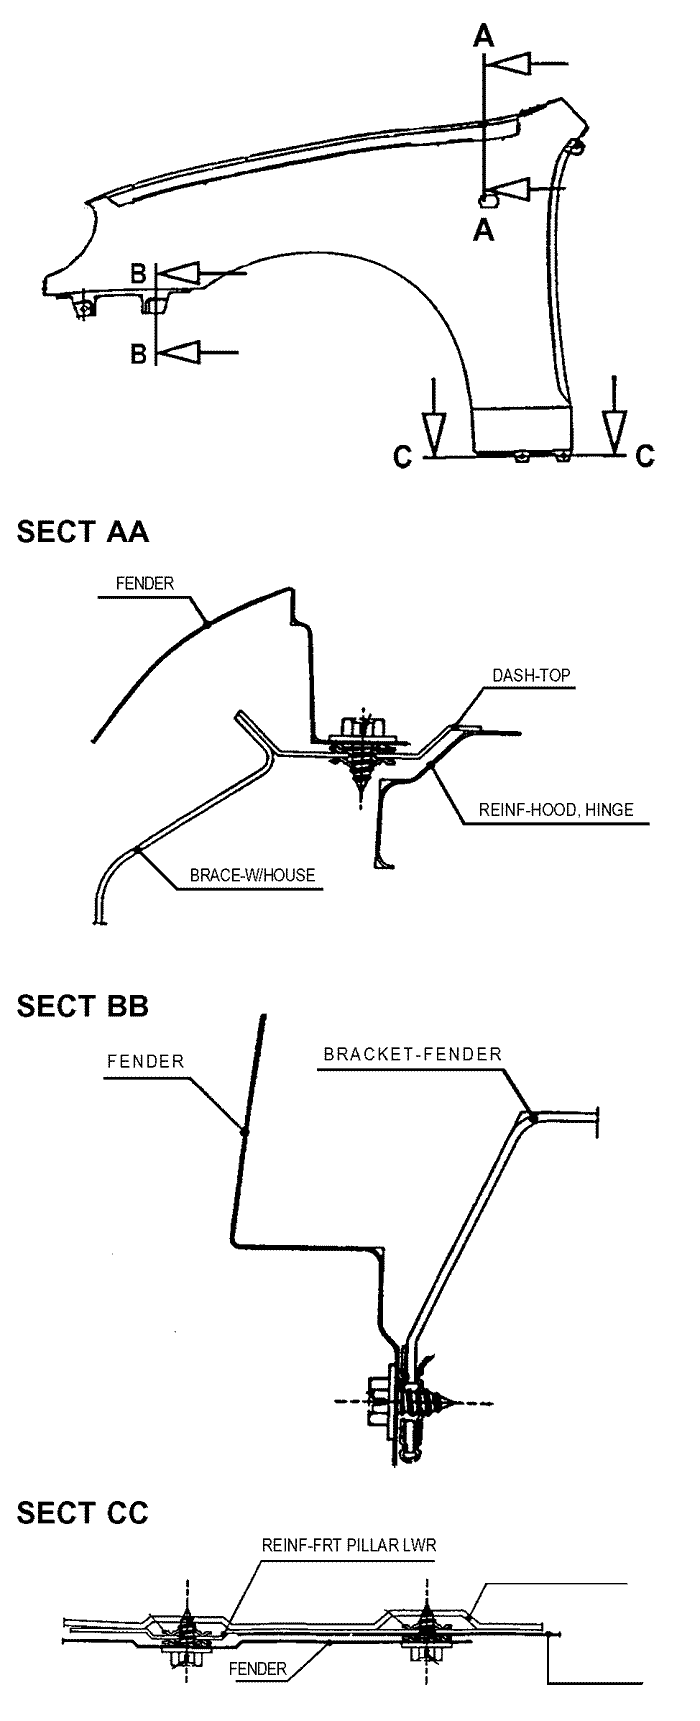 A
A
B
B
C
C
SECT AA
FENDER
DASH-TOP
REINF-HOOD, HINGE
BRACE-W/HOUSE
SECT BB
FENDER
BRACKET-FENDER
SECT CC
REINF-FRT PILLAR LWR
FENDER